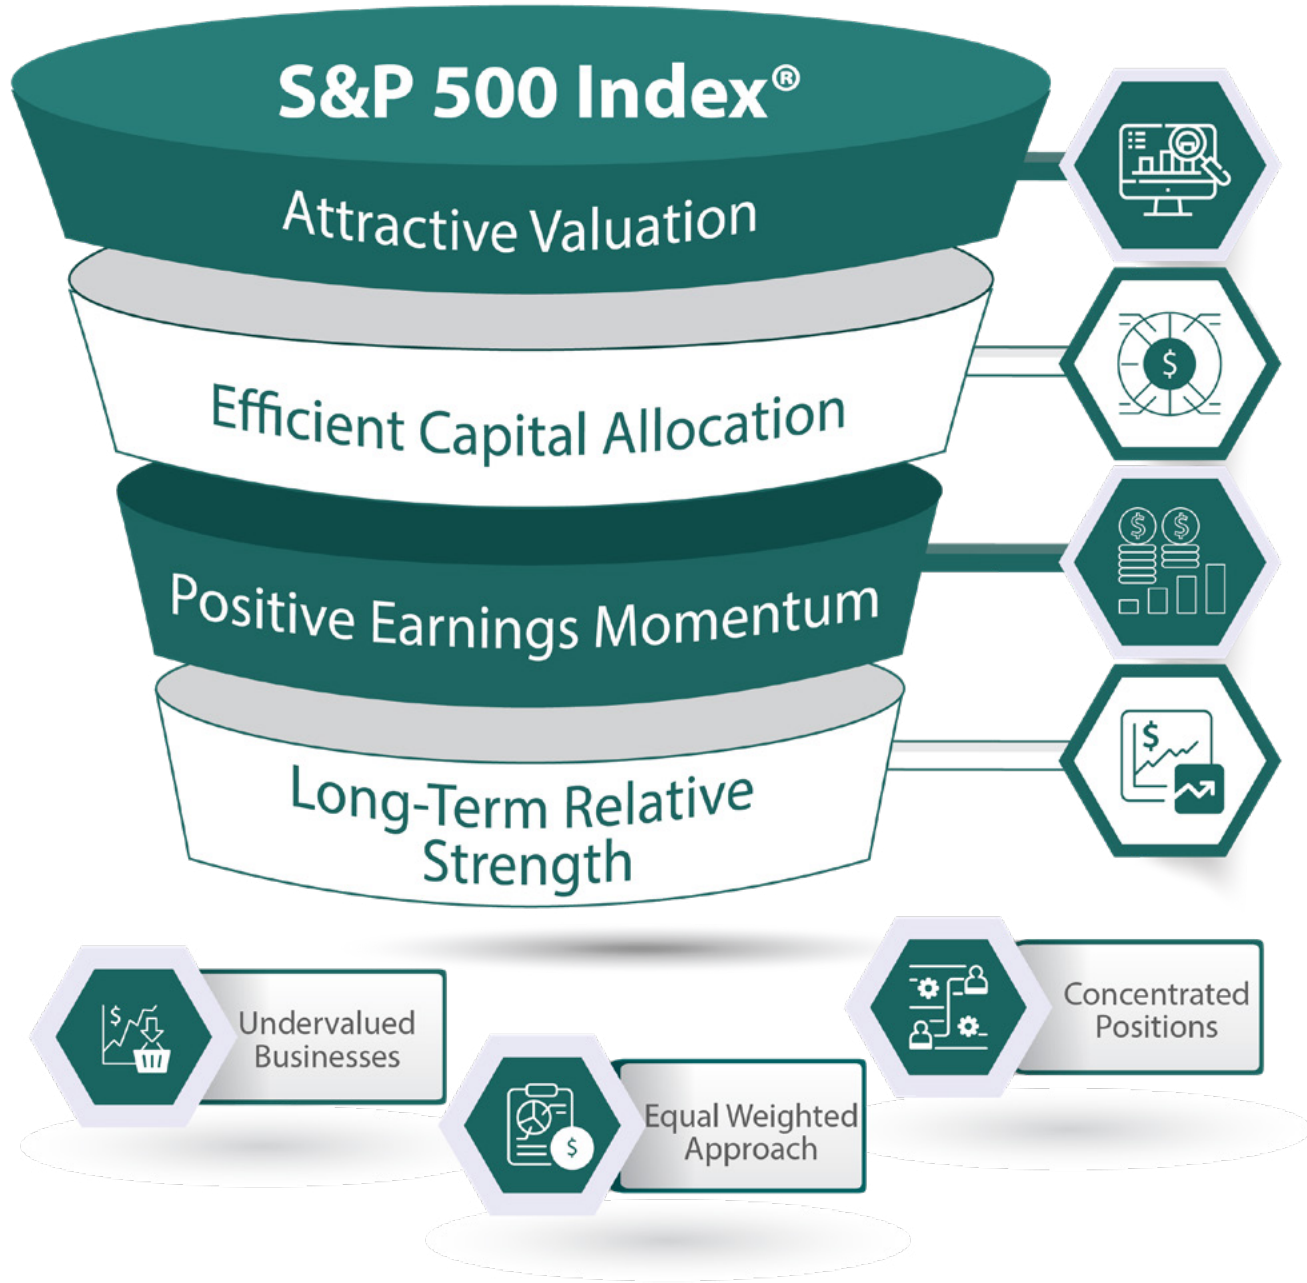 S&P 500 Index®
Attractive Valuation
Efficient Capital Allocation
Positive Earnings Momentum
Long-Term Relative
Strength
Undervalued
Businesses
Equal Weighted
Approach
Concentrated
Positions
$
$ $
$
$
$